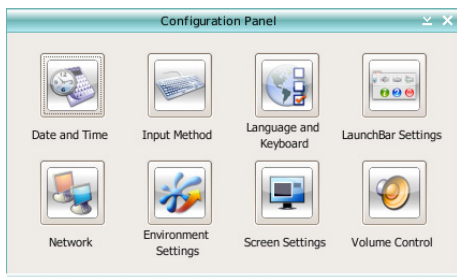 Configuration Panel
Date and Time
Input Method
Language and
Keyboard
LaunchBar Settings
Network
Environment
Settings
Screen Settings
Volume Control